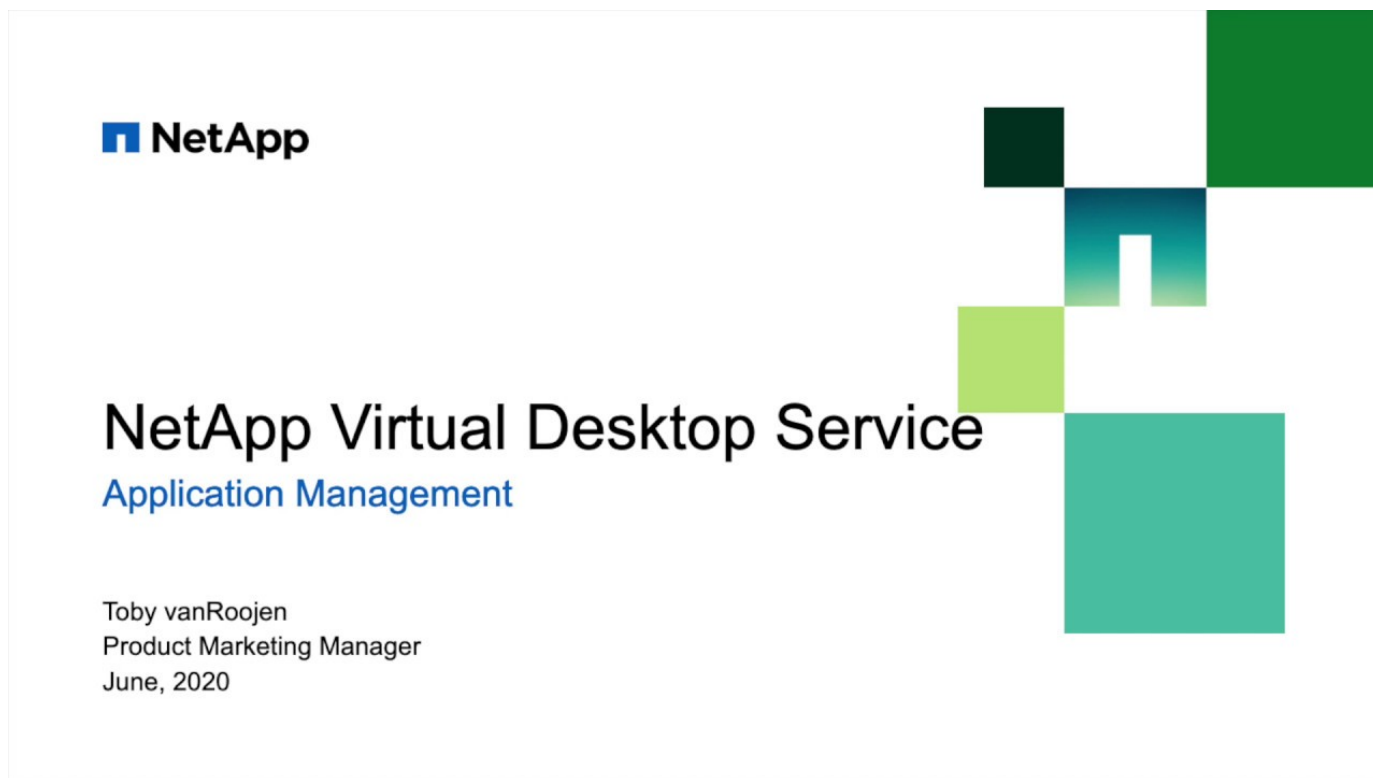 NetApp
NetApp Virtual Desktop Service
Application Management
Toby vanRoojen
Product Marketing Manager
June, 2020